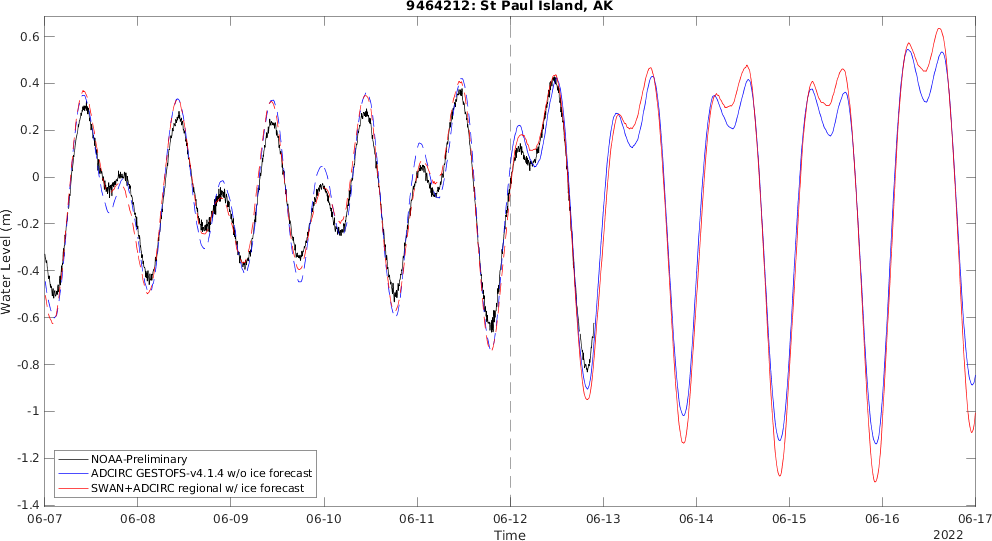 9464212: St Paul Island, AK
Water Level (m)
0.6
0.4
0.2
0
-0.2
-0.4
-0.6
-0.8
-1
-1.2
-1.4
NOAA-Preliminary
ADCIRC GESTOFS-v4.1.4 w/o ice forecast
SWAN+ADCIRC regional w/ ice forecast
06-07 06-08 06-09 06-10 06-11 06-12 06-13 06-14 06-15 06-16 06-17
Time
2022